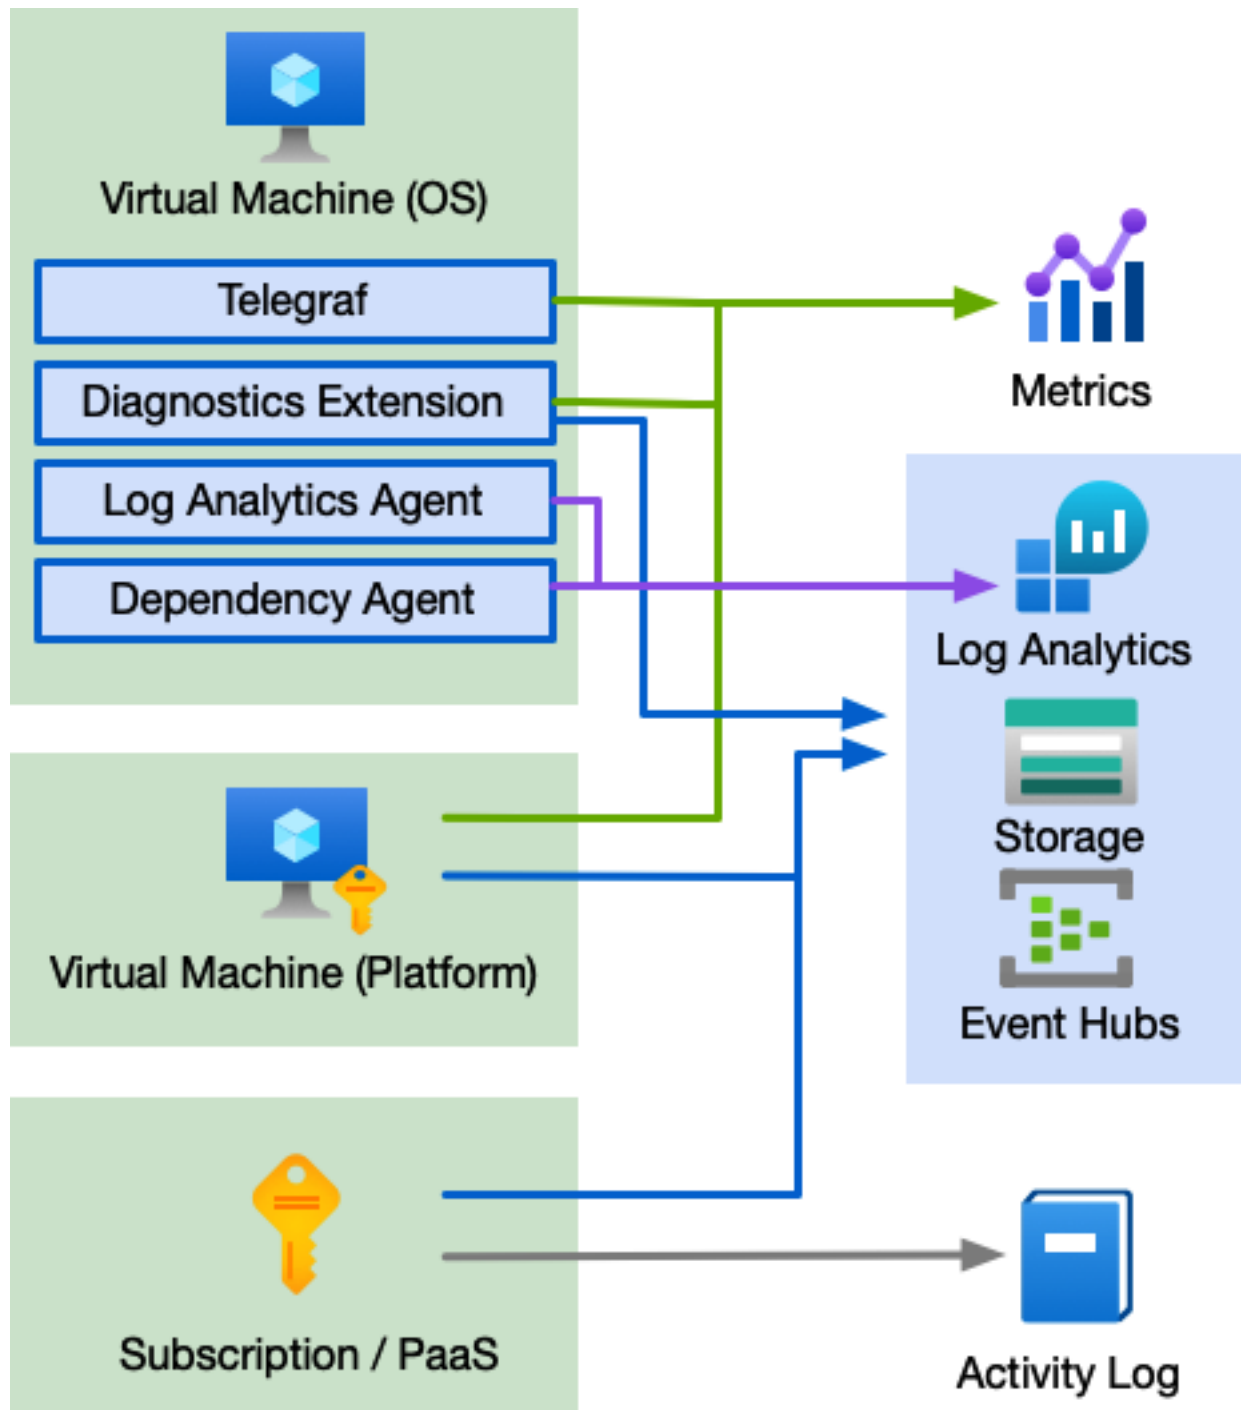 Virtual Machine (OS)
Telegraf
Diagnostics Extension
Log Analytics Agent
Dependency Agent
Virtual Machine (Platform)
Subscription / PaaS
Metrics
Log Analytics
Storage
Event Hubs
Activity Log